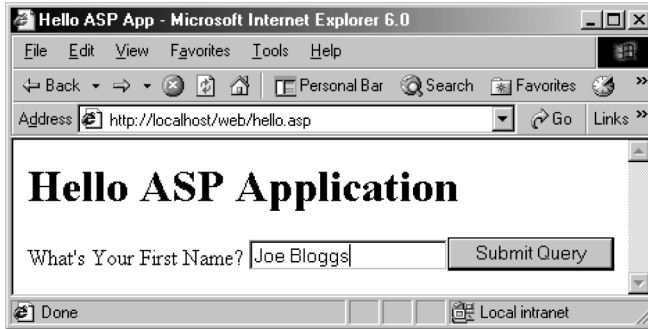 Hello ASP App - Microsoft Internet Explorer 6.0
File Edit View Favorites Tools Help
Back Personal Bar Search Favorites »
Address http://localhost/web/hello.asp Go Links »
Hello ASP Application
What's Your First Name? Joe Bloggs Submit Query
Done Local intranet